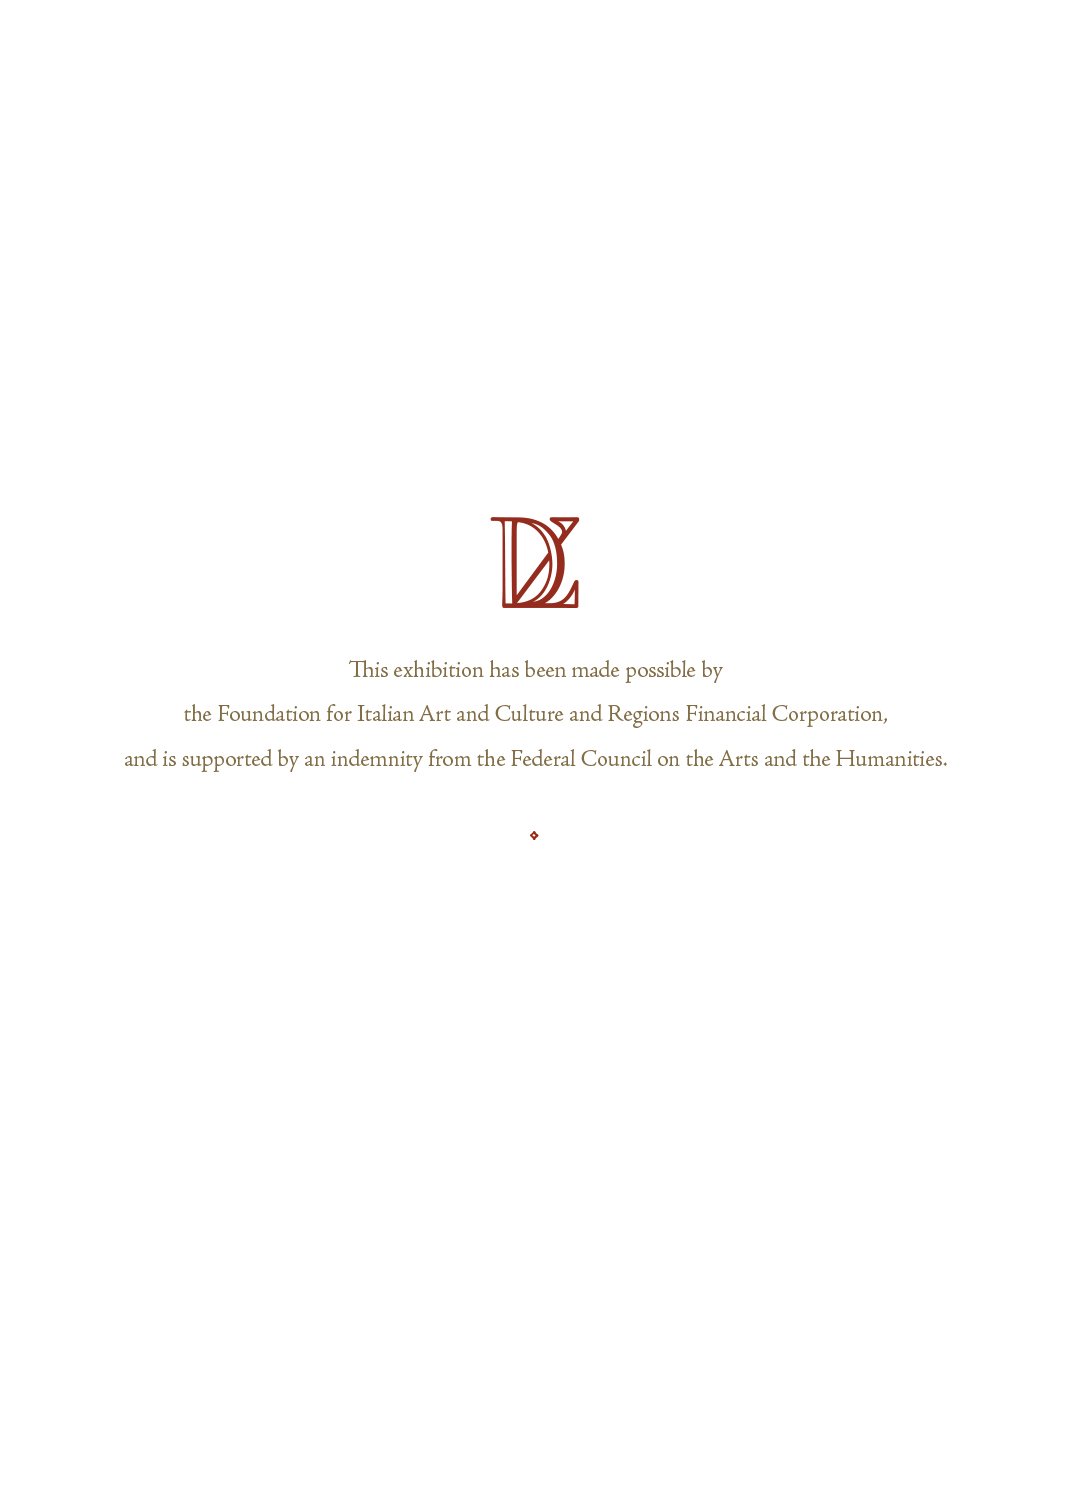 This exhibition has been made possible by
the Foundation for Italian Art and Culture and Regions Financial Corporation,
and is supported by an indemnity from the Federal Council on the Arts and the Humanities.